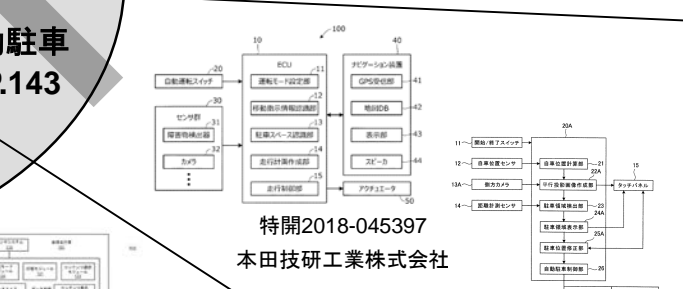 駐車
P.143
100
10
ECU
運転モード設定部
11
移動指示情報認識部
12
駐車スペース認識部
13
走行計画作成部
14
走行制御部
15
20
自動運転スイッチ
30
センサ群
31
障害物検出器
32
カメラ
40
ナビゲーション装置
GPS受信部
41
地図DB
42
表示部
43
スピーカ
44
アクチュエータ
50
特開2018-045397
本田技研工業株式会社
20A
11
開始/終了スイッチ
12
自車位置センサ
自車位置計算部
21
22A
13A
側方カメラ
平行投影画像作成部
15
タッチパネル
14
距離計測センサ
駐車領域検出部
23
24A
駐車領域表示部
25A
駐車位置修正部
自動駐車制御部
26